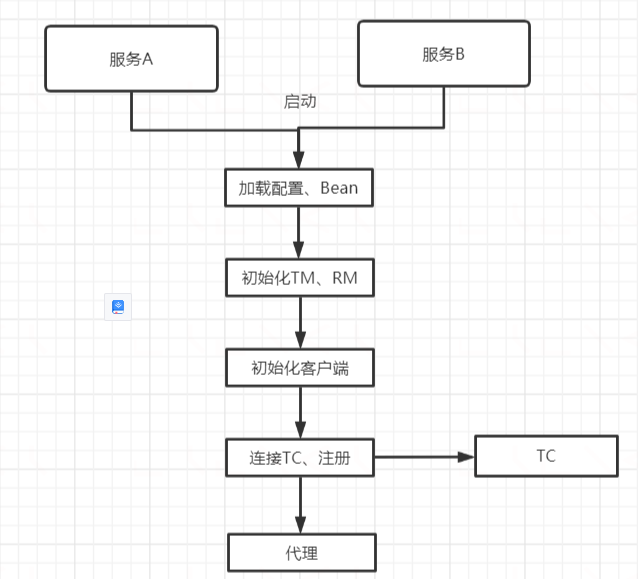 服务A
服务B
启动
加载配置、Bean
初始化TM、RM
初始化客户端
连接TC、注册
TC
代理